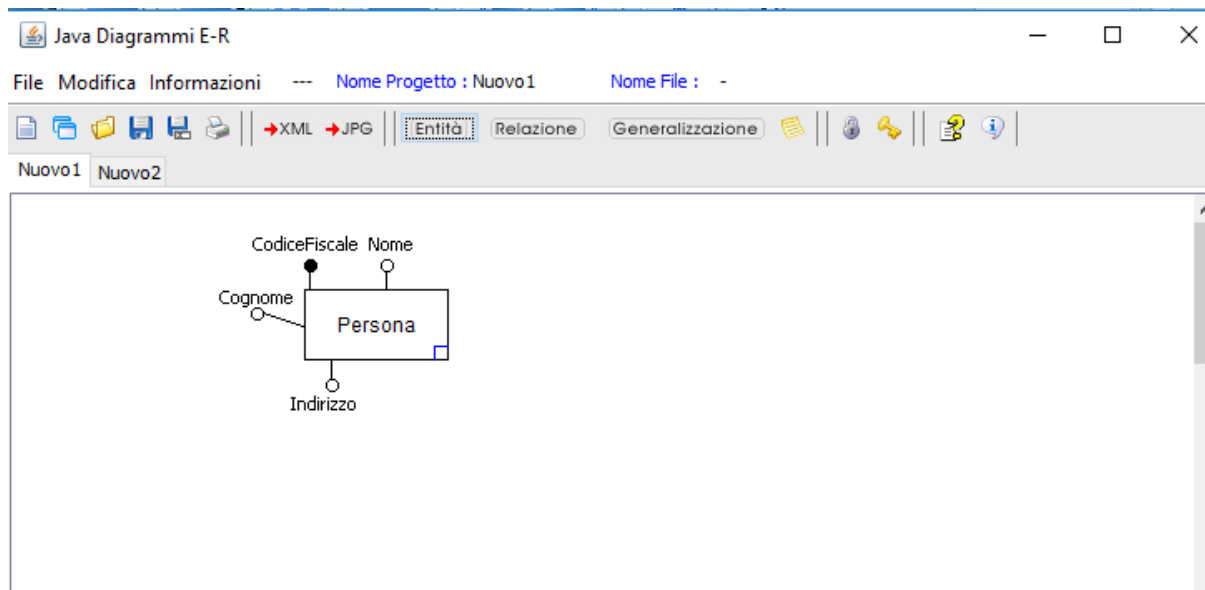 Java Diagrammi E-R
File Modifica Informazioni --- Nome Progetto : Nuovo1 Nome File : -
→XML →JPG Entità Relazione Generalizzazione
Nuovo1 Nuovo2
CodiceFiscale Nome
Cognome
Persona
Indirizzo